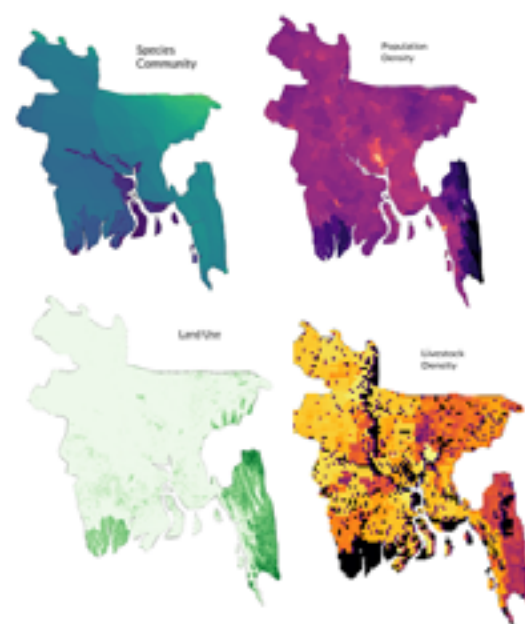 Species
Community
Population
Density
Land Use
Livestock
Density